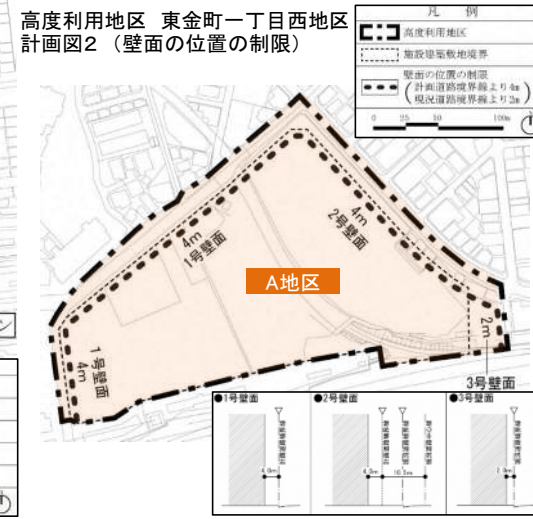 高度利用地区 東金町一丁目西地区
計画図2 (壁面の位置の制限)
凡 例
高度利用地区
施設建築敷地境界
壁面の位置の制限
(計画道路境界線より4m
現況道路境界線より2m)
0 25 50 100m
4m
1号壁面
4m
2号壁面
A地区
1号壁面
4m
2m
3号壁面
●1号壁面
●2号壁面
●3号壁面
4.0m
4.0m
10.5m
2.0m